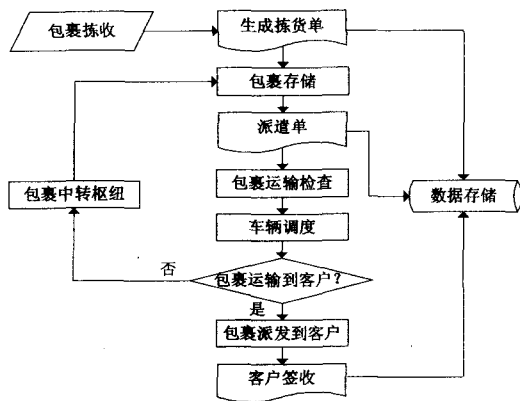 包裹拣收
生成拣货单
包裹存储
派遣单
包裹运输检查
包裹中转枢纽
数据存储
车辆调度
否
包裹运输到客户？
是
包裹派发到客户
客户签收